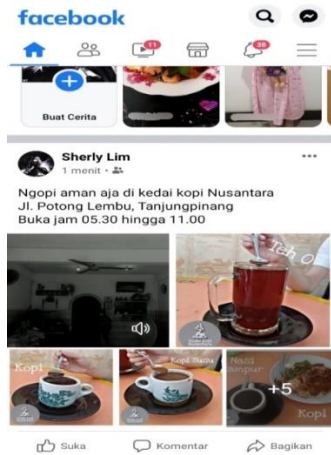 facebook
11
38
Buat Cerita
Sherly Lim
1 menit
Ngopi aman aja di kedai kopi Nusantara
Jl. Potong Lembu, Tanjungpinang
Buka jam 05.30 hingga 11.00
Teh O
Kopi
Kopi Susu
Nasi
+5
Kopi
Suka
Komentar
Bagikan